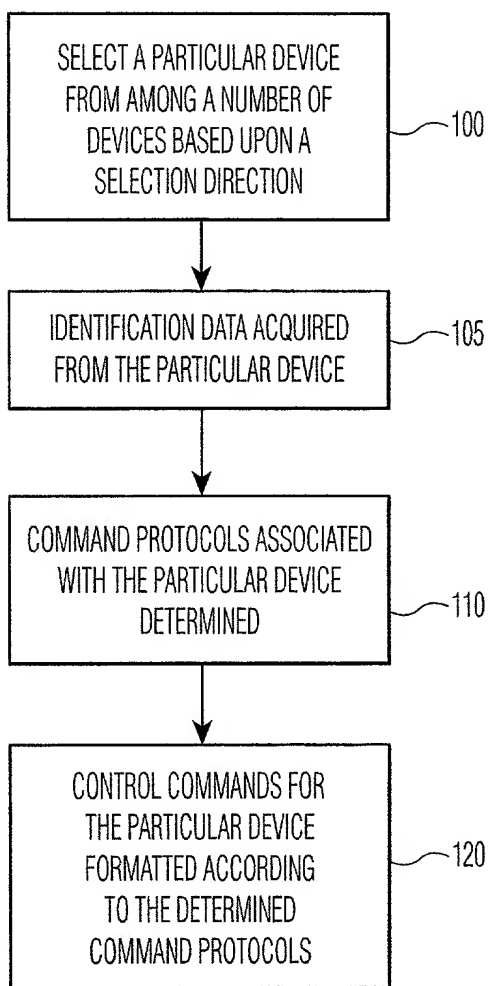 SELECT A PARTICULAR DEVICE
FROM AMONG A NUMBER OF
DEVICES BASED UPON A
SELECTION DIRECTION
100
IDENTIFICATION DATA ACQUIRED
FROM THE PARTICULAR DEVICE
105
COMMAND PROTOCOLS ASSOCIATED
WITH THE PARTICULAR DEVICE
DETERMINED
110
CONTROL COMMANDS FOR
THE PARTICULAR DEVICE
FORMATTED ACCORDING
TO THE DETERMINED
COMMAND PROTOCOLS
120